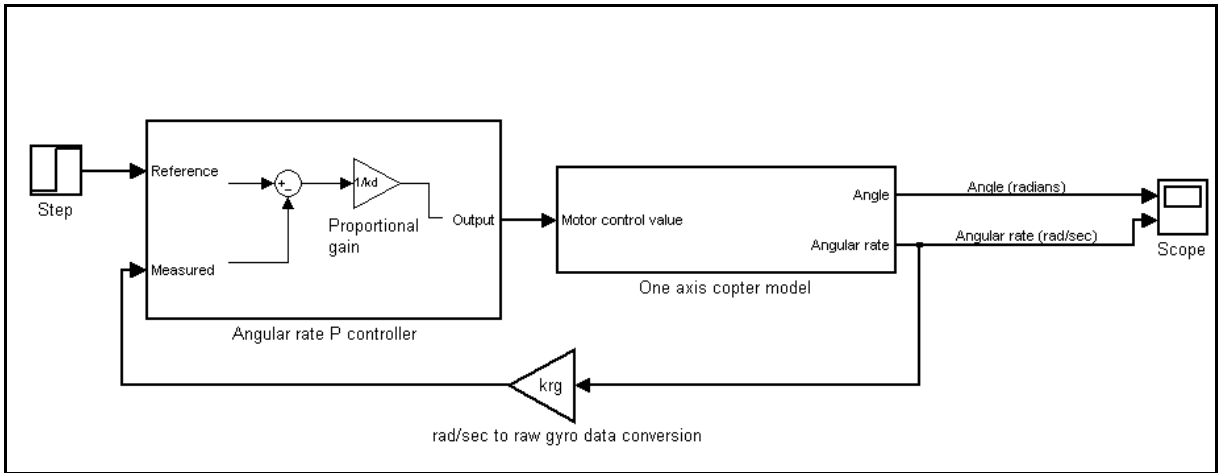 Step
Reference
Measured
+
-
1/kd
Proportional
gain
Output
Angular rate P controller
Motor control value
Angle
Angular rate
One axis copter model
Angle (radians)
Angular rate (rad/sec)
Scope
krg
rad/sec to raw gyro data conversion